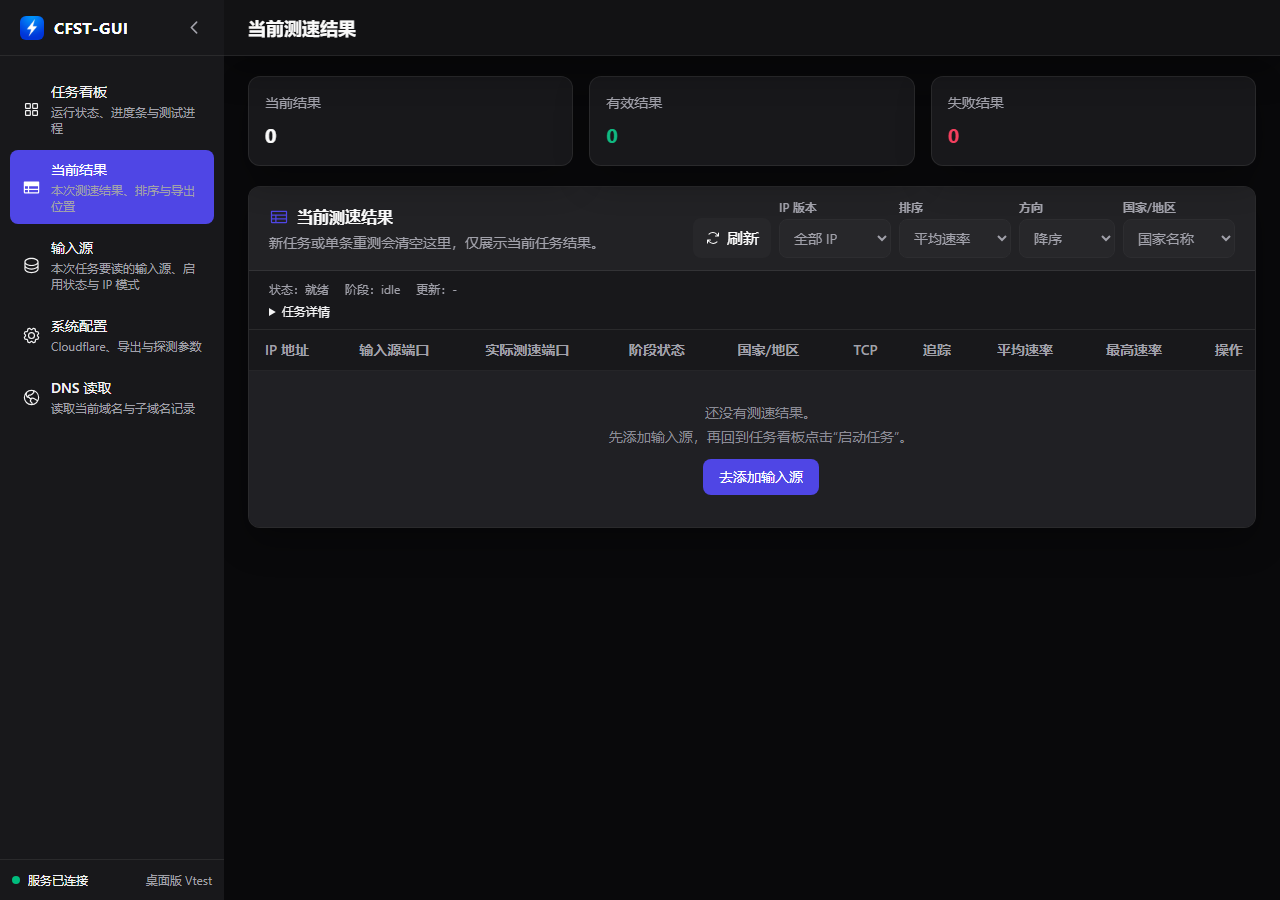 CFST-GUI
当前测速结果
任务看板
运行状态、进度条与测试进
程
当前结果
本次测速结果、排序与导出
位置
输入源
本次任务要读的输入源、启
用状态与 IP 模式
系统配置
Cloudflare、导出与探测参数
DNS 读取
读取当前域名与子域名记录
服务已连接
桌面版 Vtest
当前结果
0
有效结果
0
失败结果
0
当前测速结果
新任务或单条重测会清空这里，仅展示当前任务结果。
刷新
IP 版本
全部 IP
排序
平均速率
方向
降序
国家/地区
国家名称
状态：就绪 阶段：idle 更新：-
任务详情
IP 地址 输入源端口 实际测速端口 阶段状态 国家/地区 TCP 追踪 平均速率 最高速率 操作
还没有测速结果。
先添加输入源，再回到任务看板点击“启动任务”。
去添加输入源